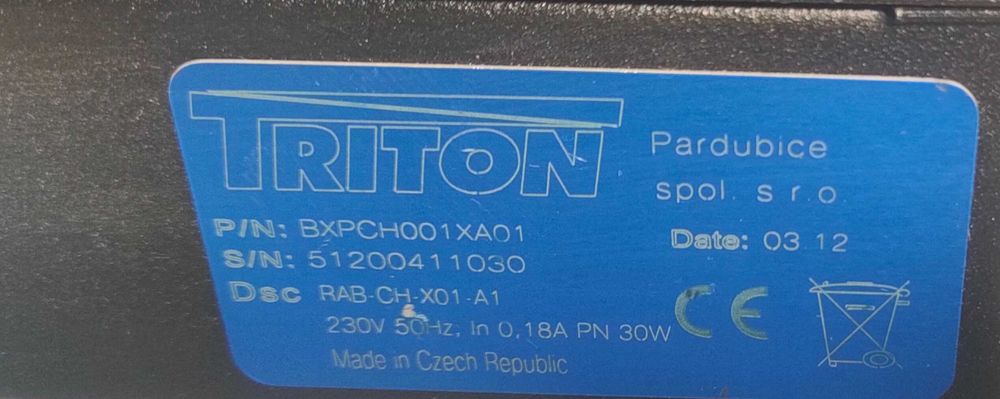 TRITON
Pardubice
spol. s r.o.
P/N: BXPCH001XA01
Date: 03 12
S/N: 51200411030
Dsc RAB-CH-X01-A1
230V 50Hz, In 0,18A PN 30W
CE
Made in Czech Republic